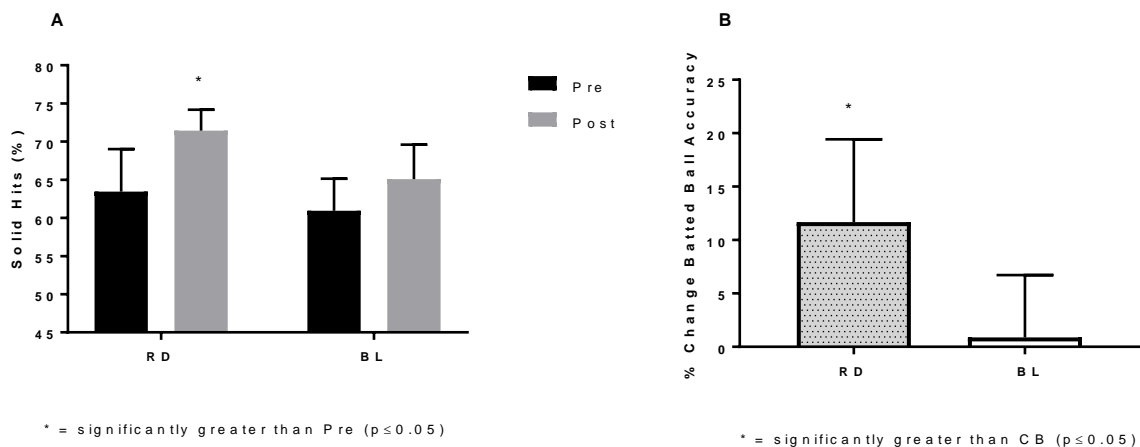 A
Solid Hits (%)
80
75
70
65
60
55
50
45
*
RD
BL
Pre
Post
* = significantly greater than Pre (p≤0.05)
B
% Change Batted Ball Accuracy
25
20
15
10
5
0
*
RD
BL
* = significantly greater than CB (p≤0.05)